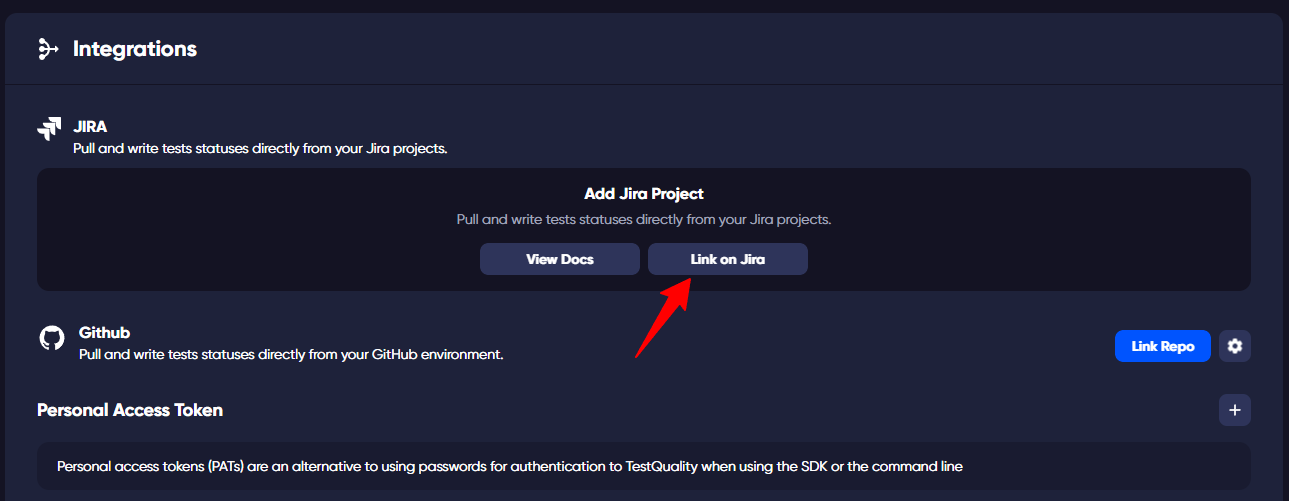 Integrations
JIRA
Pull and write tests statuses directly from your Jira projects.
Add Jira Project
Pull and write tests statuses directly from your Jira projects.
View Docs
Link on Jira
Github
Pull and write tests statuses directly from your GitHub environment.
Link Repo
Personal Access Token
Personal access tokens (PATs) are an alternative to using passwords for authentication to TestQuality when using the SDK or the command line